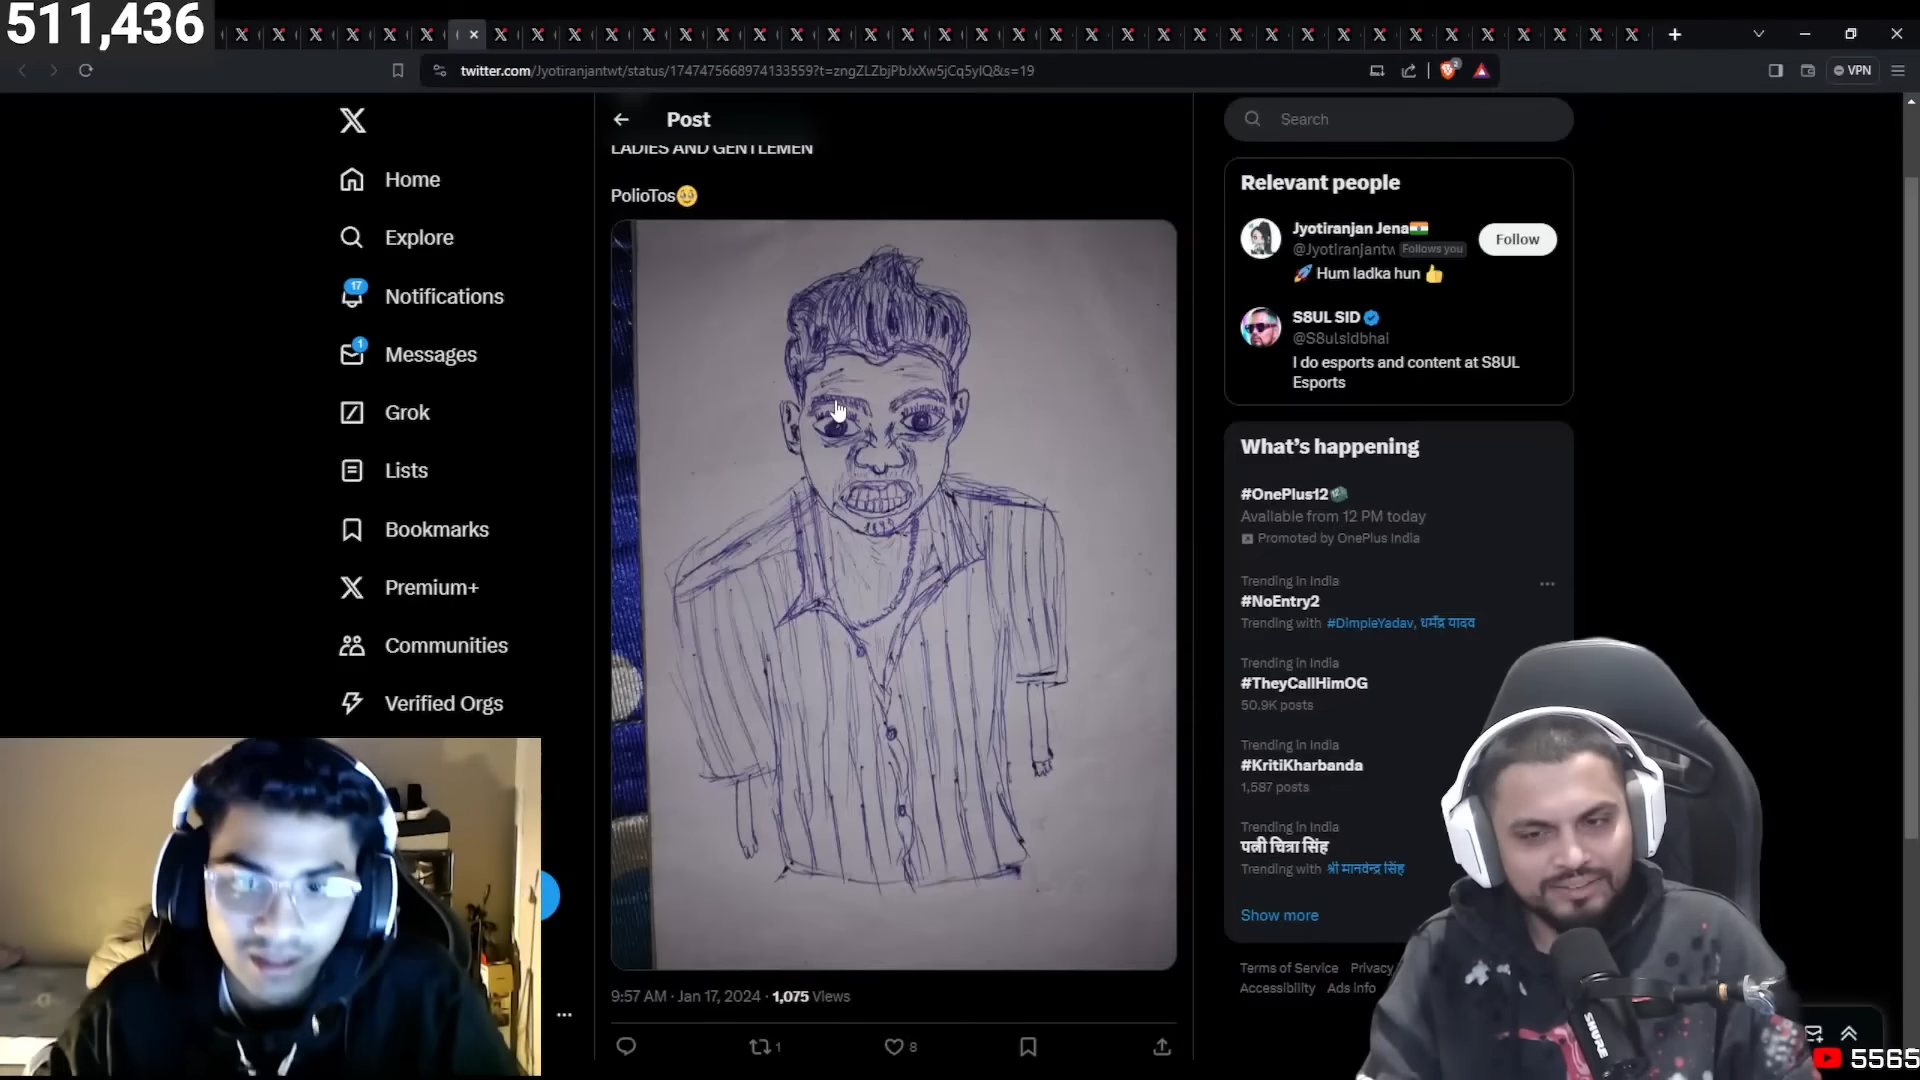 511,436
twitter.com/Jyotiranjantwt/status/1747475668974133559?t=zngZLZbjPbJxXw5jCq5yIQ&s=19
2
VPN
Post
LADIES AND GENTLEMEN
PolioTos🥹
9:57 AM · Jan 17, 2024 · 1,075 Views
1
8
Home
Explore
17
Notifications
1
Messages
Grok
Lists
Bookmarks
Premium+
Communities
Verified Orgs
Search
Relevant people
Jyotiranjan Jena🇮🇳
@Jyotiranjantw Follows you
Follow
🚀 Hum ladka hun 👍
S8UL SID
@S8ulsidbhai
I do esports and content at S8UL
Esports
What's happening
#OnePlus12
Available from 12 PM today
Promoted by OnePlus India
Trending in India
#NoEntry2
Trending with #DimpleYadav, धर्मेंद्र यादव
Trending in India
#TheyCallHimOG
50.9K posts
Trending in India
#KritiKharbanda
1,587 posts
Trending in India
पत्नी चित्रा सिंह
Trending with श्री मानवेन्द्र सिंह
Show more
Terms of Service Privacy
Accessibility Ads info
SHURE
5565